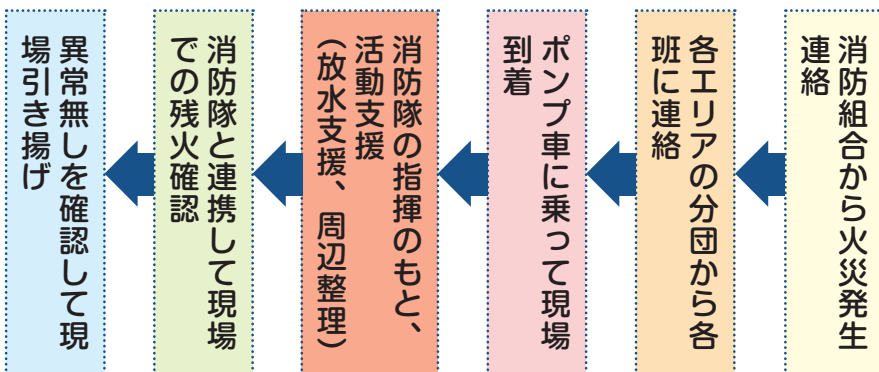 消防組合から火災発生
連絡
各エリアの分団から各
班に連絡
ポンプ車に乗って現場
到着
消防隊の指揮のもと、
活動支援
（放水支援、周辺整理）
消防隊と連携して現場
での残火確認
異常無しを確認して現
場引き揚げ